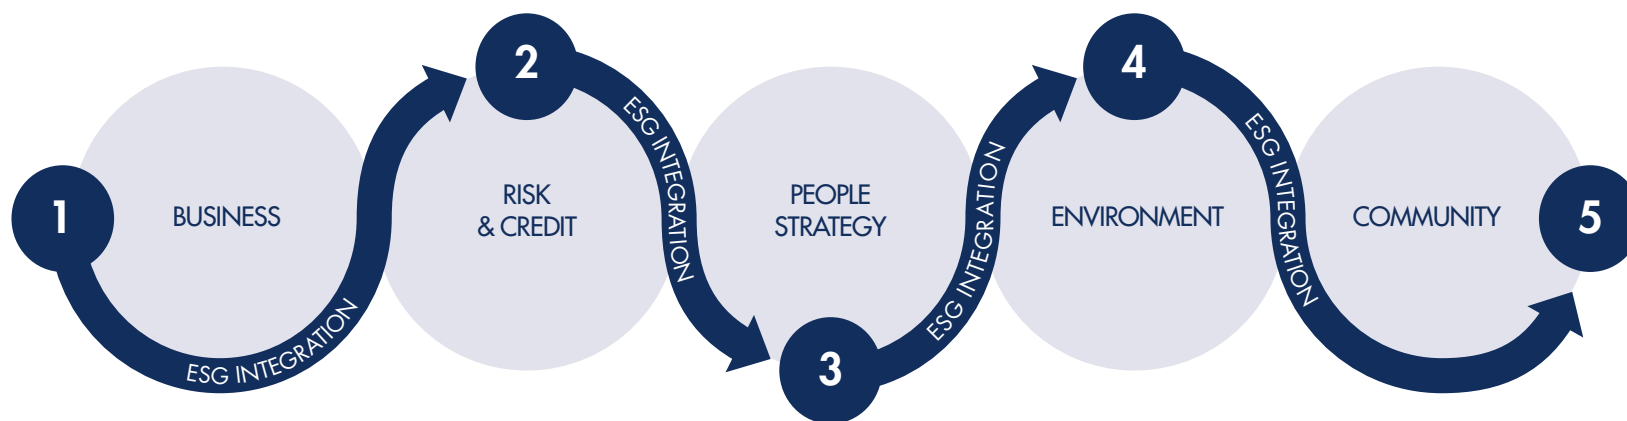 1
BUSINESS
ESG INTEGRATION
2
RISK
& CREDIT
ESG INTEGRATION
3
PEOPLE
STRATEGY
ESG INTEGRATION
4
ENVIRONMENT
ESG INTEGRATION
5
COMMUNITY